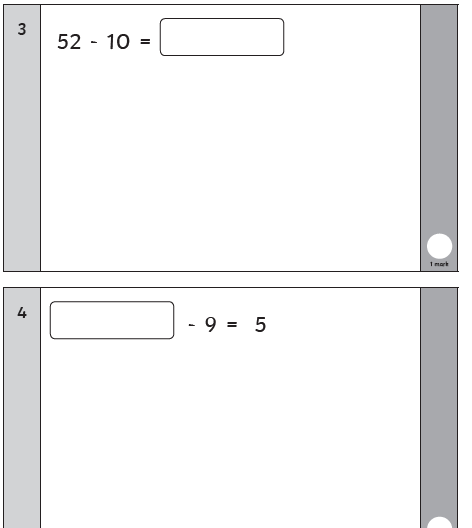 3
52 - 10 =
1 mark
4
- 9 = 5